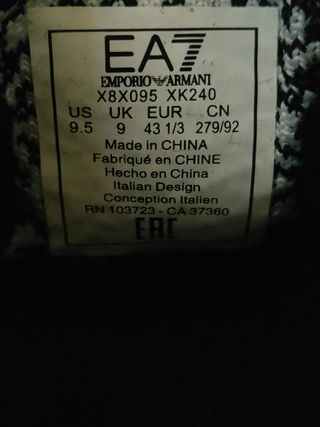 EA7
EMPORIO ARMANI
X8X095 XK240
US UK EUR CN
9.5 9 43 1/3 279/92
Made in CHINA
Fabriqué en CHINE
Hecho en China
Italian Design
Conception Italien
RN 103723 - CA 37360
EAC